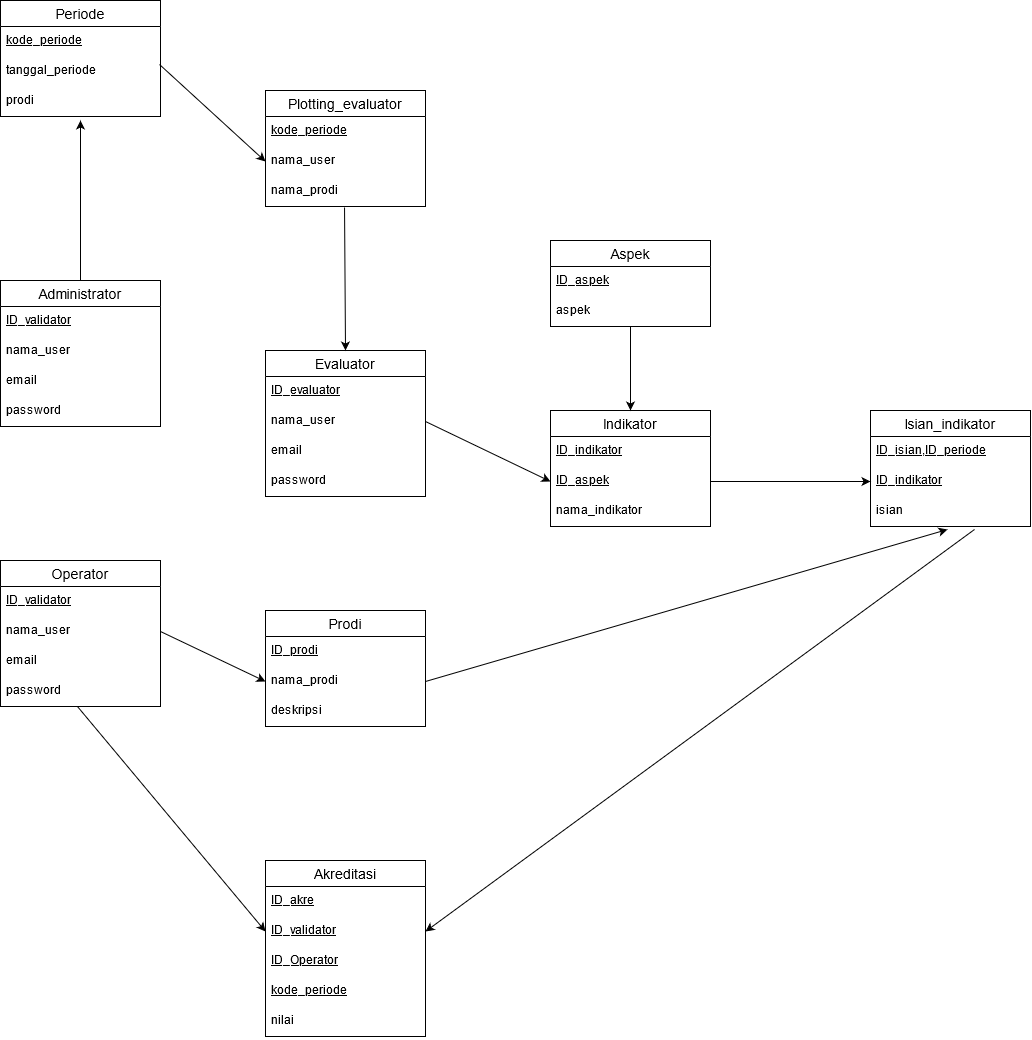 Periode
kode_periode
tanggal_periode
prodi
Plotting_evaluator
kode_periode
nama_user
nama_prodi
Administrator
ID_validator
nama_user
email
password
Evaluator
ID_evaluator
nama_user
email
password
Aspek
ID_aspek
aspek
Indikator
ID_indikator
ID_aspek
nama_indikator
Isian_indikator
ID_isian,ID_periode
ID_indikator
isian
Operator
ID_validator
nama_user
email
password
Prodi
ID_prodi
nama_prodi
deskripsi
Akreditasi
ID_akre
ID_validator
ID_Operator
kode_periode
nilai